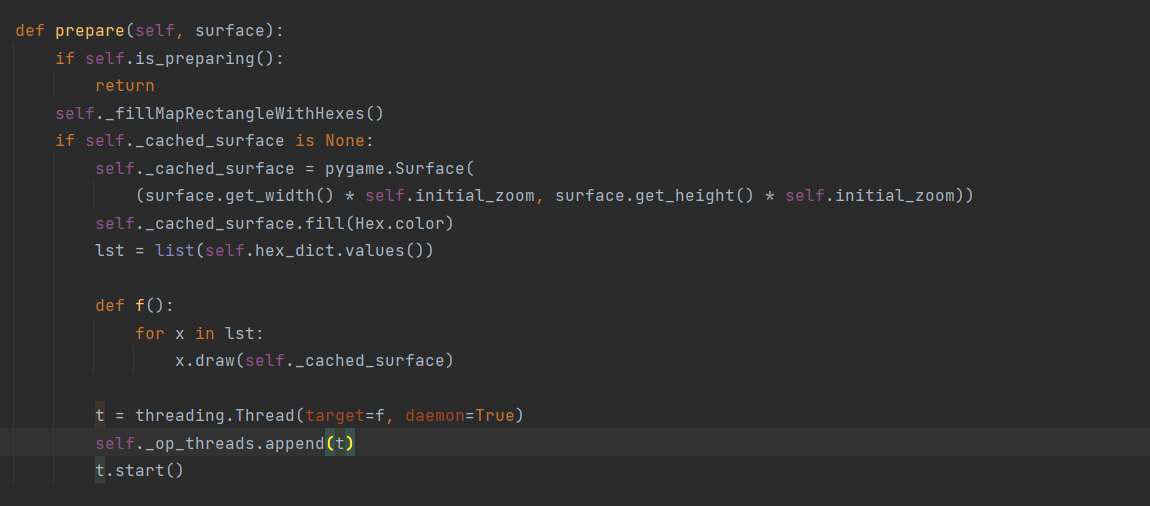 def prepare(self, surface):
    if self.is_preparing():
        return
    self._fillMapRectangleWithHexes()
    if self._cached_surface is None:
        self._cached_surface = pygame.Surface(
            (surface.get_width() * self.initial_zoom, surface.get_height() * self.initial_zoom))
        self._cached_surface.fill(Hex.color)
        lst = list(self.hex_dict.values())

        def f():
            for x in lst:
                x.draw(self._cached_surface)

        t = threading.Thread(target=f, daemon=True)
        self._op_threads.append(t)
        t.start()